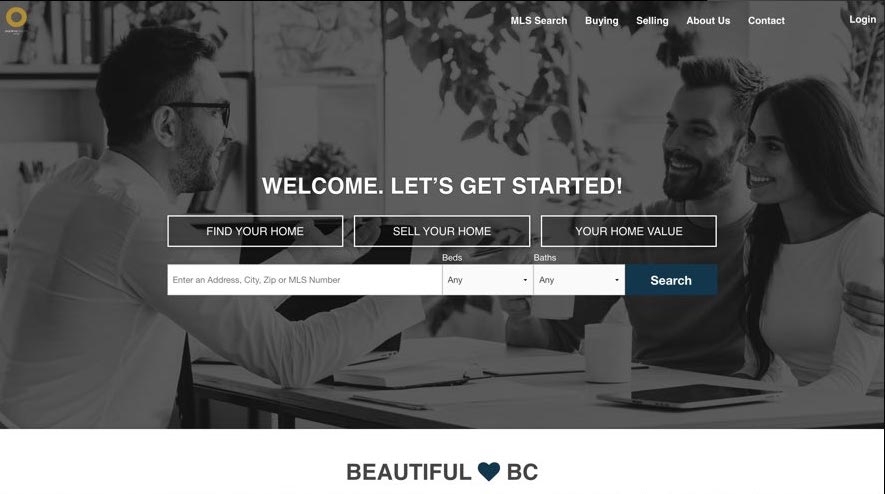 MLS Search Buying Selling About Us Contact Login
WELCOME. LET'S GET STARTED!
FIND YOUR HOME SELL YOUR HOME YOUR HOME VALUE
Beds Baths
Enter an Address, City, Zip or MLS Number Any Any Search
BEAUTIFUL BC